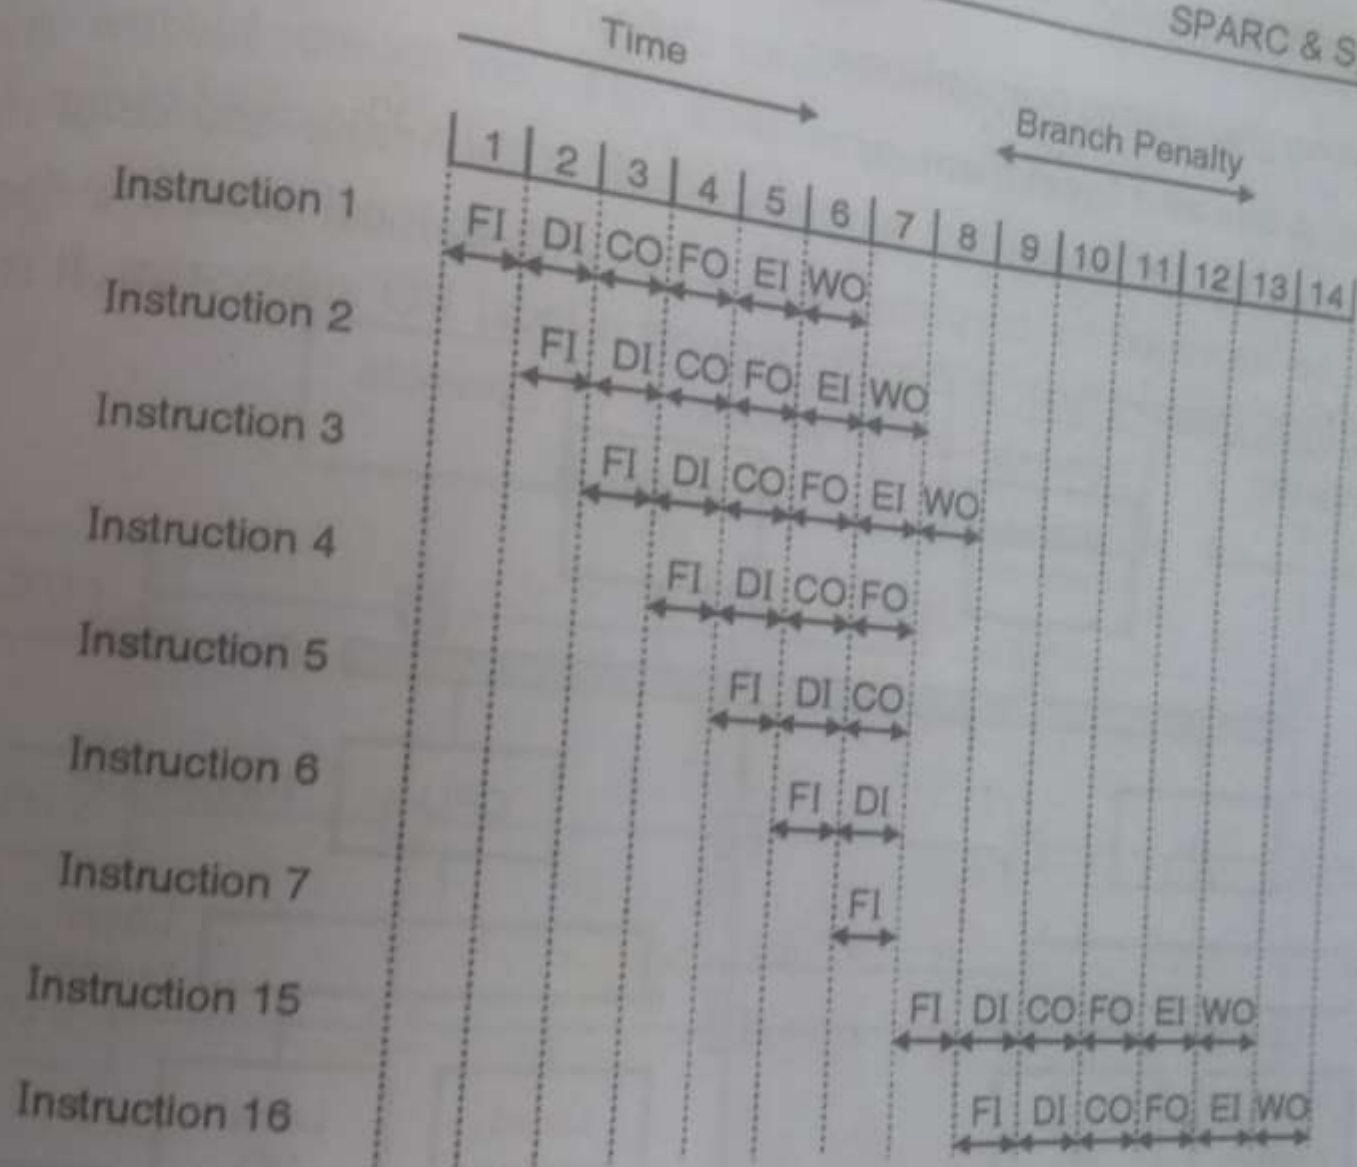 SPARC & S
Time
Branch Penalty
1 2 3 4 5 6 7 8 9 10 11 12 13 14
Instruction 1 FI DI CO FO EI WO
Instruction 2 FI DI CO FO EI WO
Instruction 3 FI DI CO FO EI WO
Instruction 4 FI DI CO FO
Instruction 5 FI DI CO
Instruction 6 FI DI
Instruction 7 FI
Instruction 15 FI DI CO FO EI WO
Instruction 16 FI DI CO FO EI WO